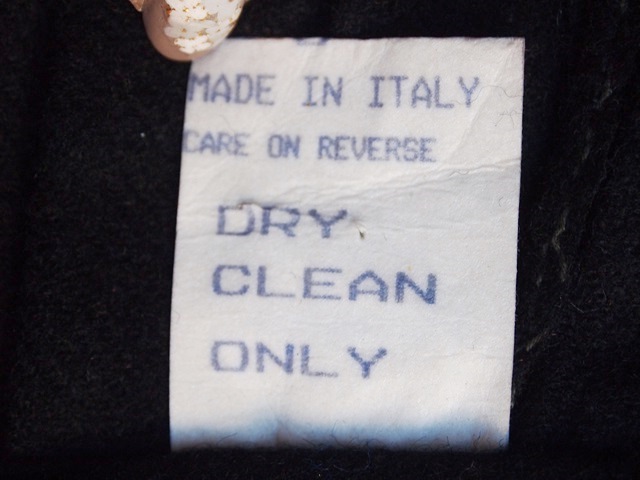 MADE IN ITALY
CARE ON REVERSE
DRY
CLEAN
ONLY